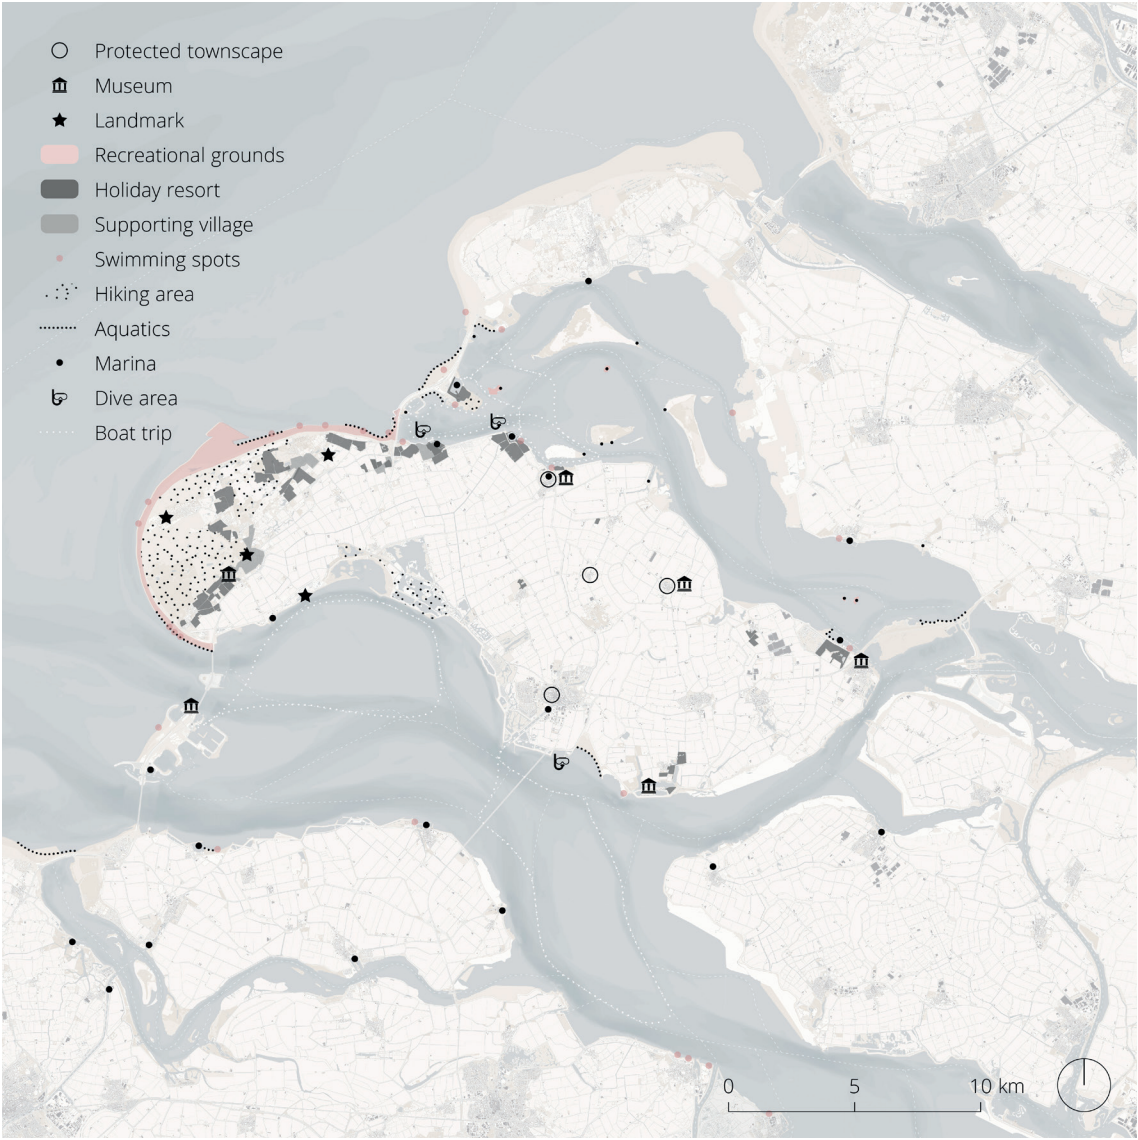 Protected townscape
Museum
Landmark
Recreational grounds
Holiday resort
Supporting village
Swimming spots
Hiking area
Aquatics
Marina
Dive area
Boat trip
0 5 10 km